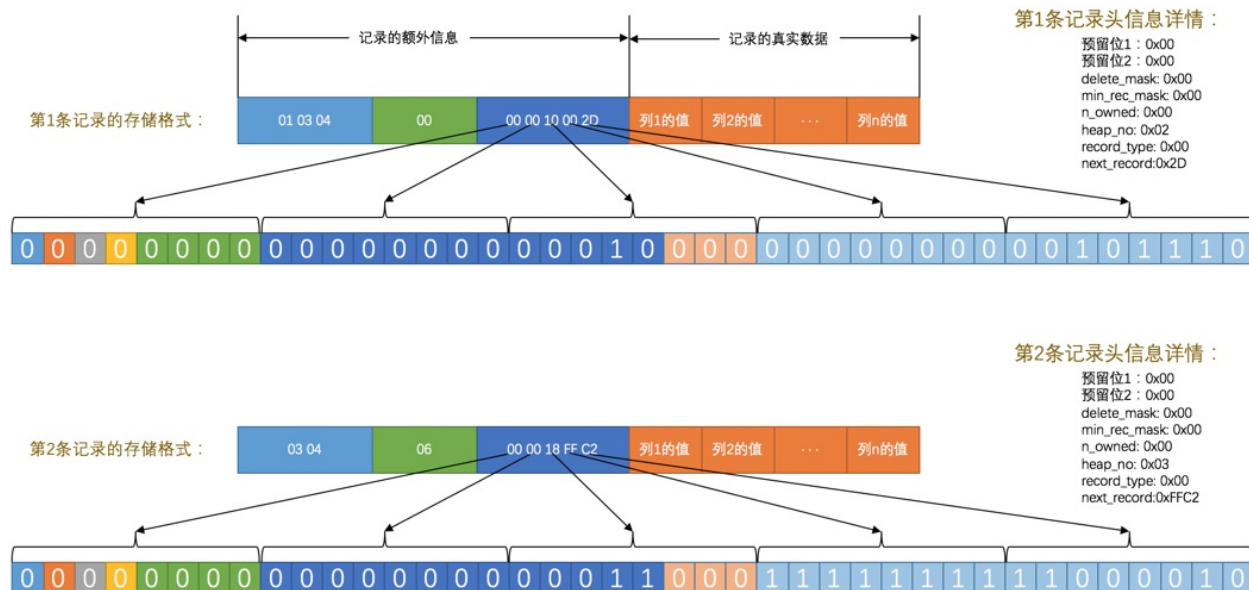 第1条记录头信息详情：
预留位1：0x00
预留位2：0x00
delete_mask: 0x00
min_rec_mask: 0x00
n_owned: 0x00
heap_no: 0x02
record_type: 0x00
next_record:0x2D
记录的额外信息 记录的真实数据
第1条记录的存储格式： 01 03 04 00 00 00 10 00 2D 列1的值 列2的值 ··· 列n的值
0 0 0 0 0 0 0 0 0 0 0 0 0 0 0 0 0 0 0 1 0 0 0 0 0 0 0 0 0 0 0 0 0 0 1 0 1 1 1 0
第2条记录头信息详情：
预留位1：0x00
预留位2：0x00
delete_mask: 0x00
min_rec_mask: 0x00
n_owned: 0x00
heap_no: 0x03
record_type: 0x00
next_record:0xFFC2
第2条记录的存储格式： 03 04 06 00 00 18 FF C2 列1的值 列2的值 ··· 列n的值
0 0 0 0 0 0 0 0 0 0 0 0 0 0 0 0 0 0 0 1 1 0 0 0 1 1 1 1 1 1 1 1 1 1 0 0 0 0 1 0